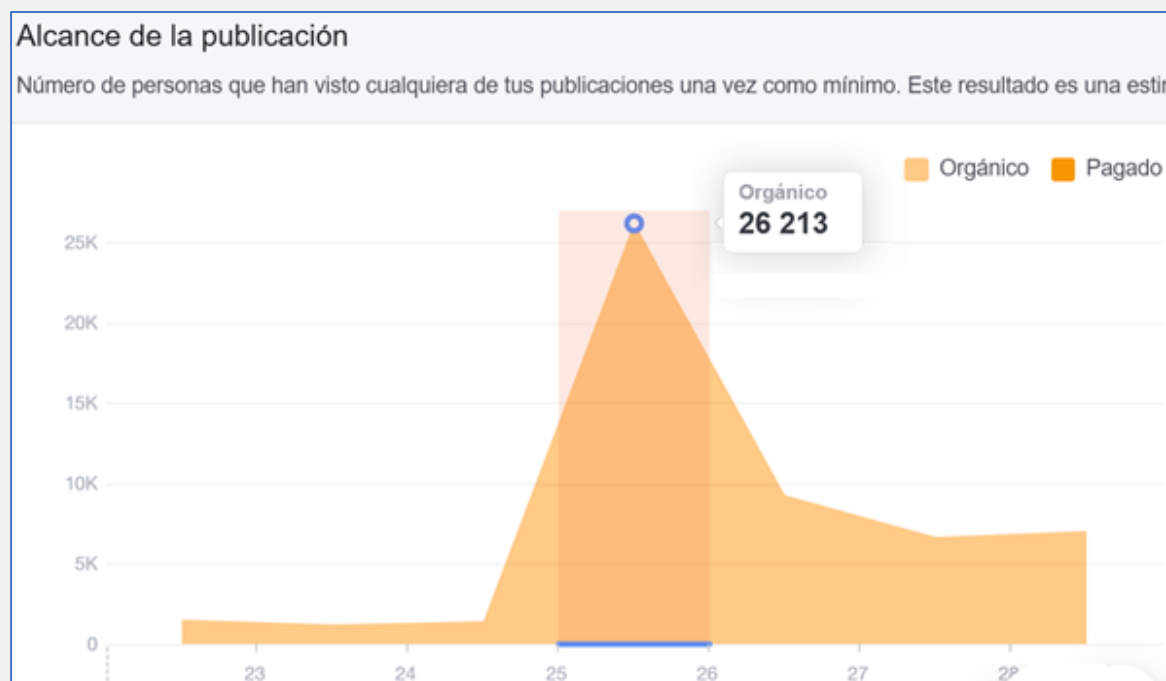 Alcance de la publicación
Número de personas que han visto cualquiera de tus publicaciones una vez como mínimo. Este resultado es una
Orgánico Pagado
Orgánico
26 213
25K
20K
15K
10K
5K
0
23 24 25 26 27